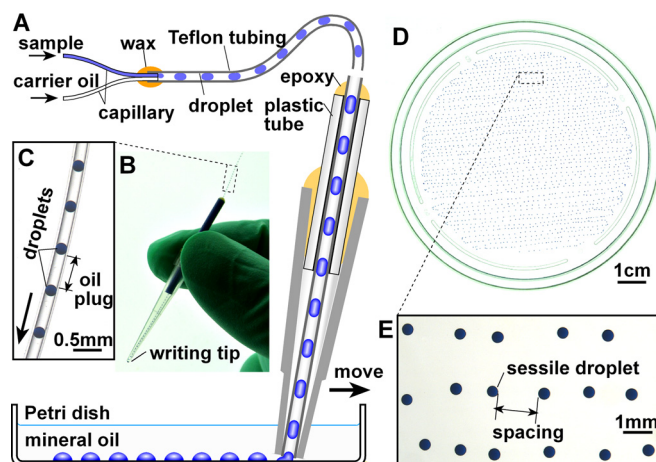 A
sample
wax
Teflon tubing
carrier oil
capillary
droplet
epoxy
plastic
tube
C
droplets
oil
plug
0.5mm
B
writing tip
move
Petri dish
mineral oil
D
1cm
E
sessile droplet
spacing
1mm